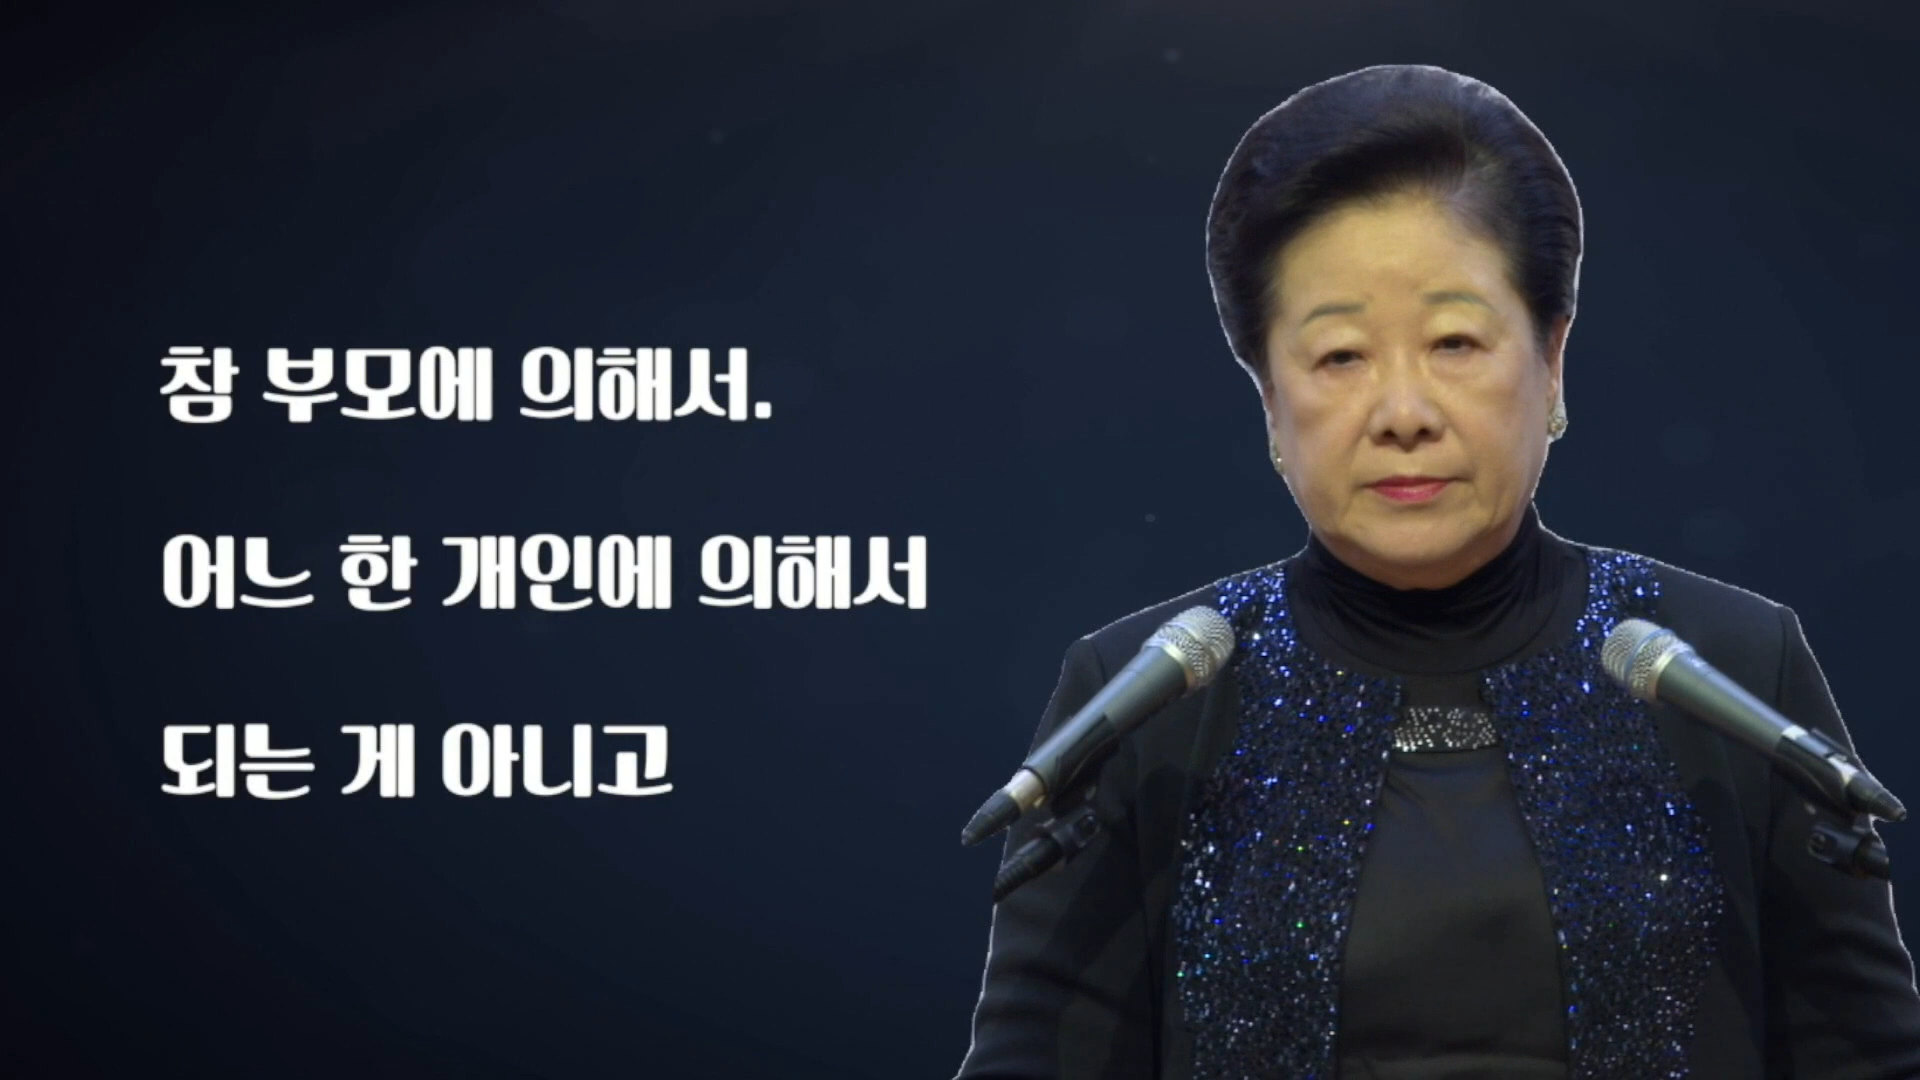 참 부모에 의해서.
어느 한 개인에 의해서
되는 게 아니고